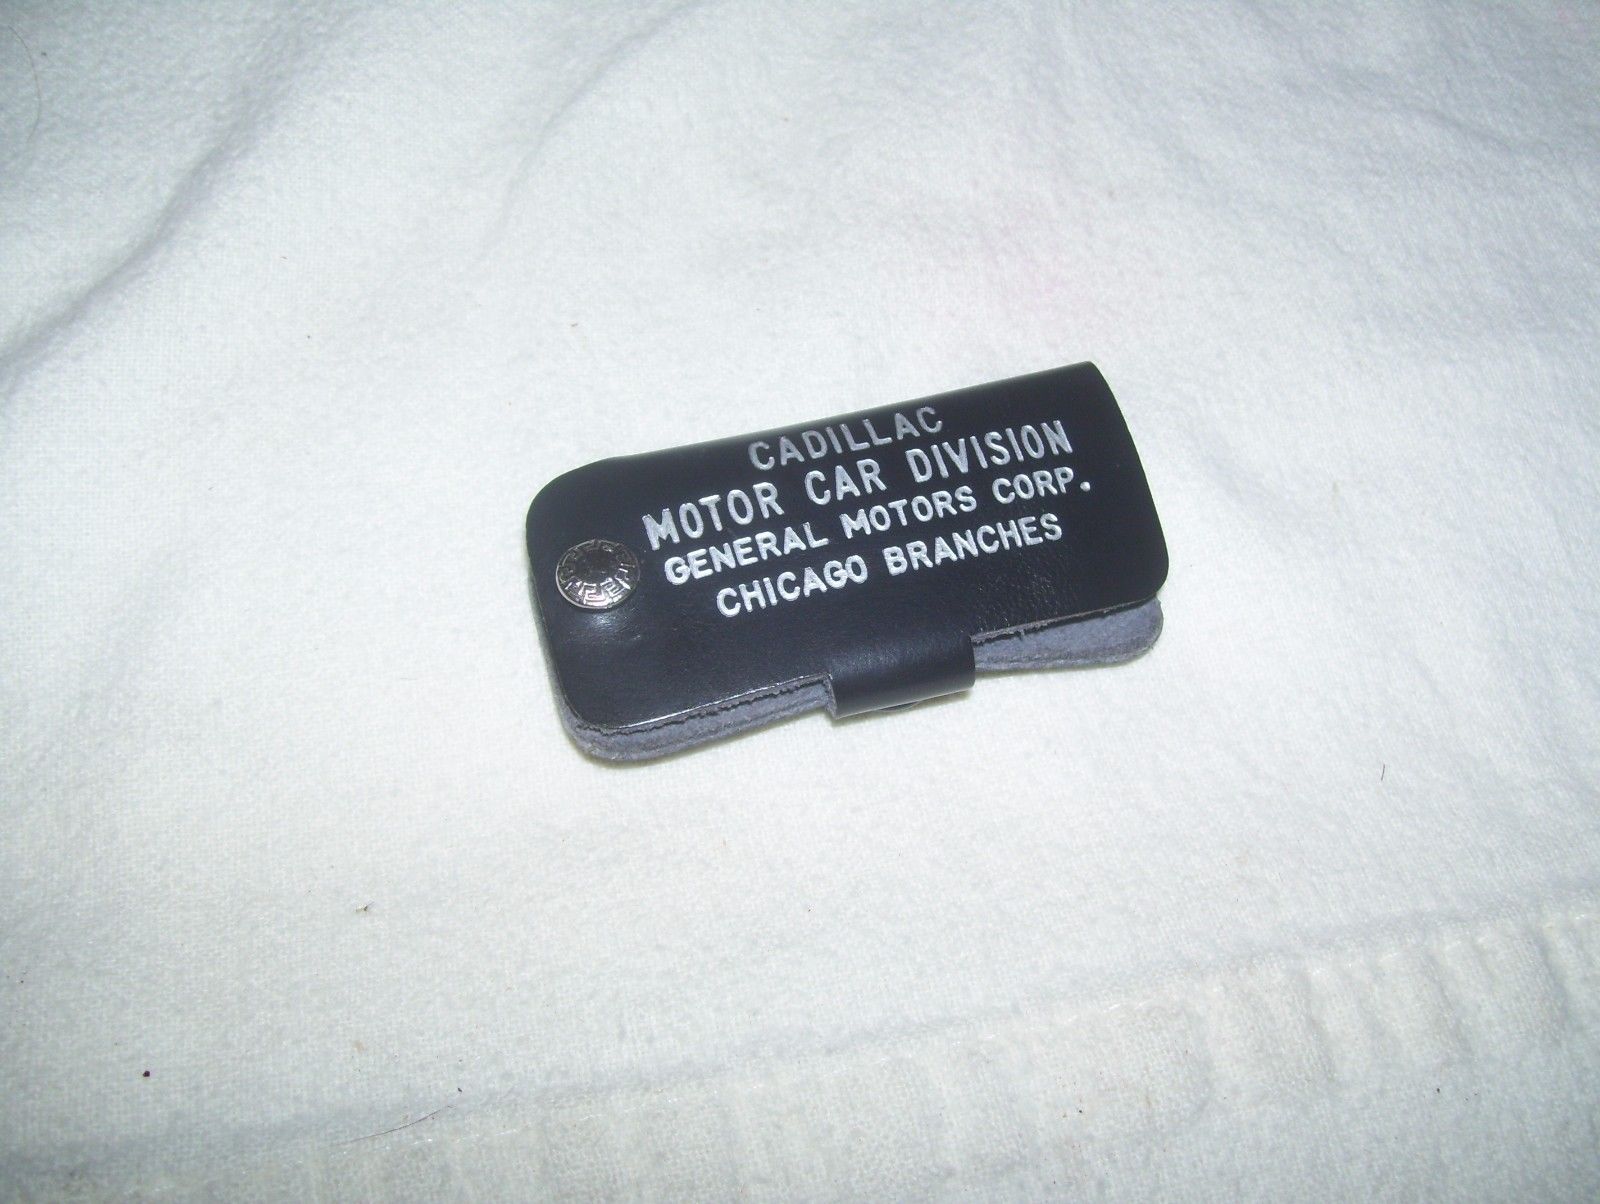 CADILLAC
MOTOR CAR DIVISION
GENERAL MOTORS CORP.
CHICAGO BRANCHES